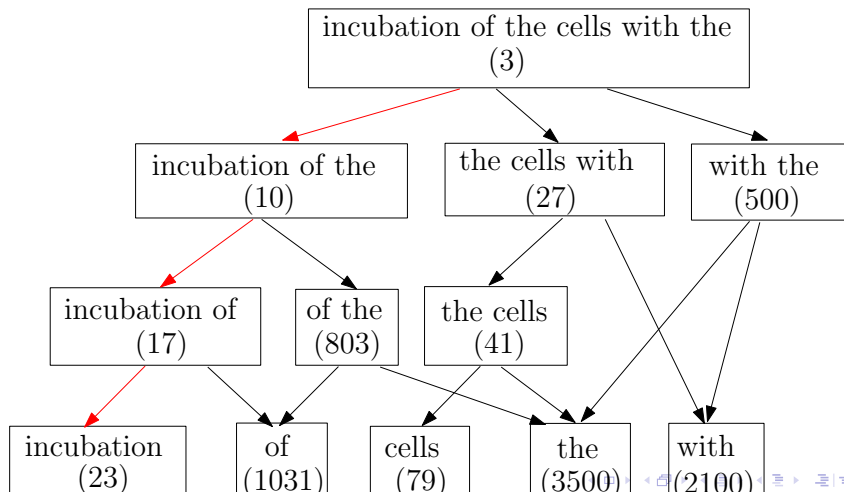 incubation of the cells with the
(3)
incubation of the
(10)
the cells with
(27)
with the
(500)
incubation of
(17)
of the
(803)
the cells
(41)
incubation
(23)
of
(1031)
cells
(79)
the
(3500)
with
(2100)